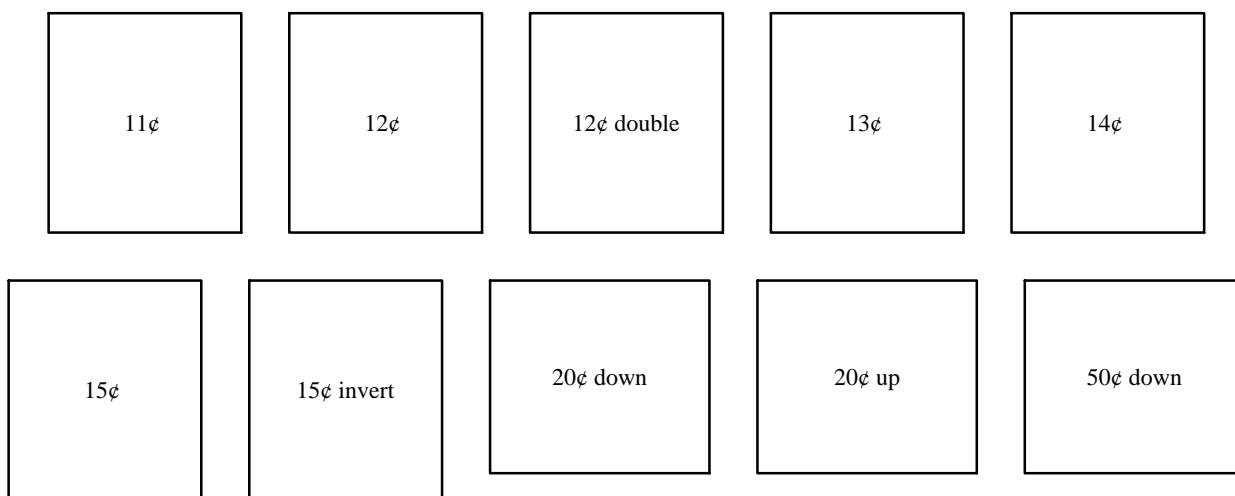 11¢
12¢
12¢ double
13¢
14¢
15¢
15¢ invert
20¢ down
20¢ up
50¢ down